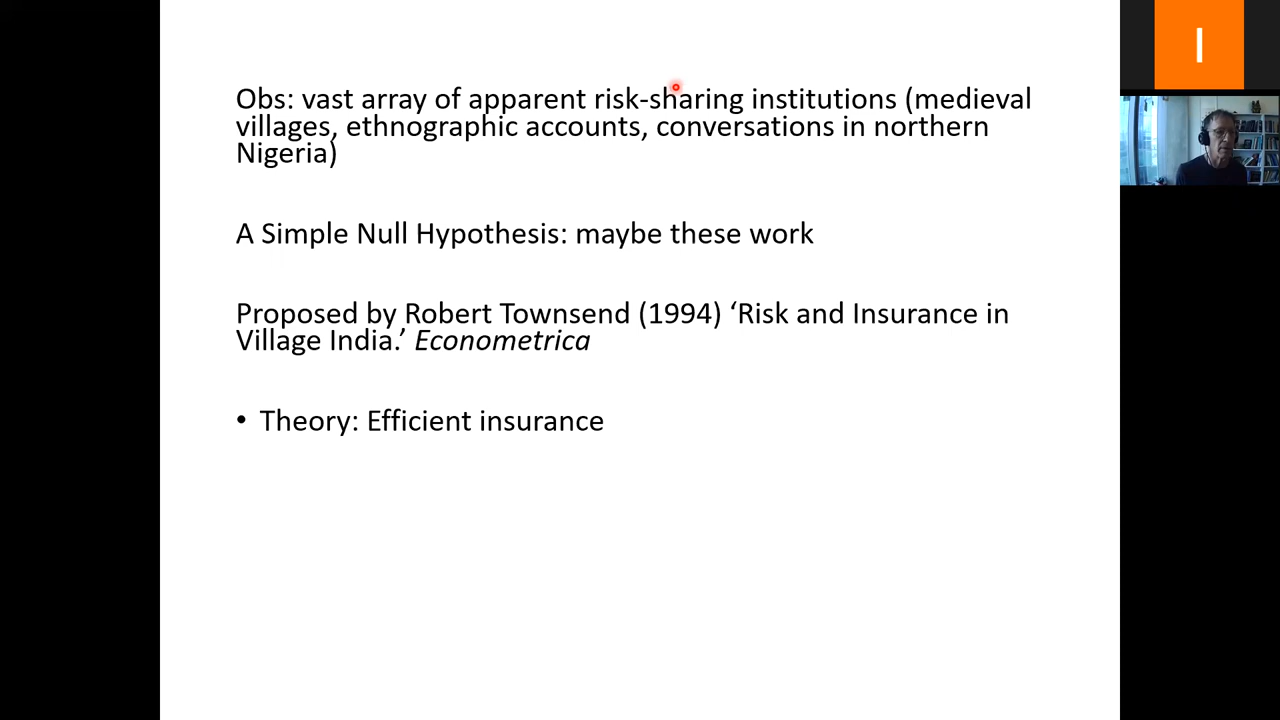 Obs: vast array of apparent risk-sharing institutions (medieval
villages, ethnographic accounts, conversations in northern
Nigeria)
A Simple Null Hypothesis: maybe these work
Proposed by Robert Townsend (1994) ‘Risk and Insurance in
Village India.’ Econometrica
• Theory: Efficient insurance
I